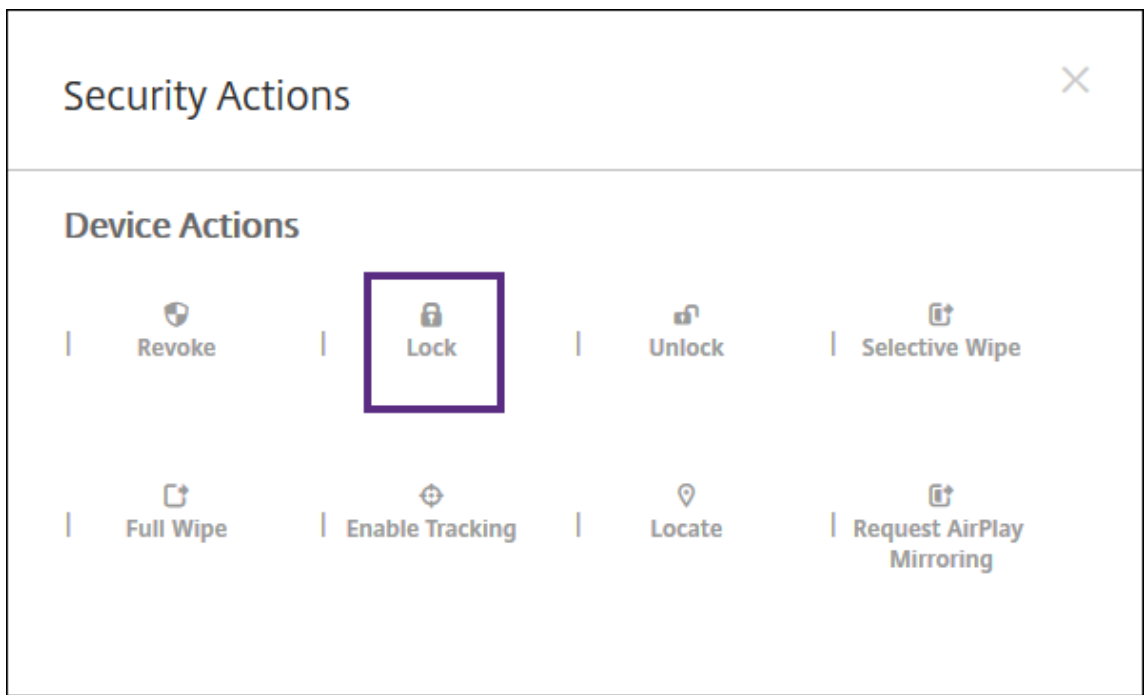 Security Actions
Device Actions
Revoke
Lock
Unlock
Selective Wipe
Full Wipe
Enable Tracking
Locate
Request AirPlay
Mirroring